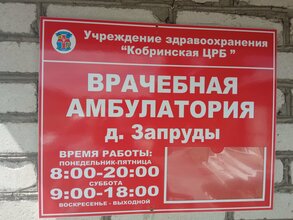 Учреждение здравоохранения
"Кобринская ЦРБ"
ВРАЧЕБНАЯ
АМБУЛАТОРИЯ
д. Запруды
ВРЕМЯ РАБОТЫ:
ПОНЕДЕЛЬНИК-ПЯТНИЦА
8:00-20:00
СУББОТА
9:00-18:00
ВОСКРЕСЕНЬЕ - ВЫХОДНОЙ